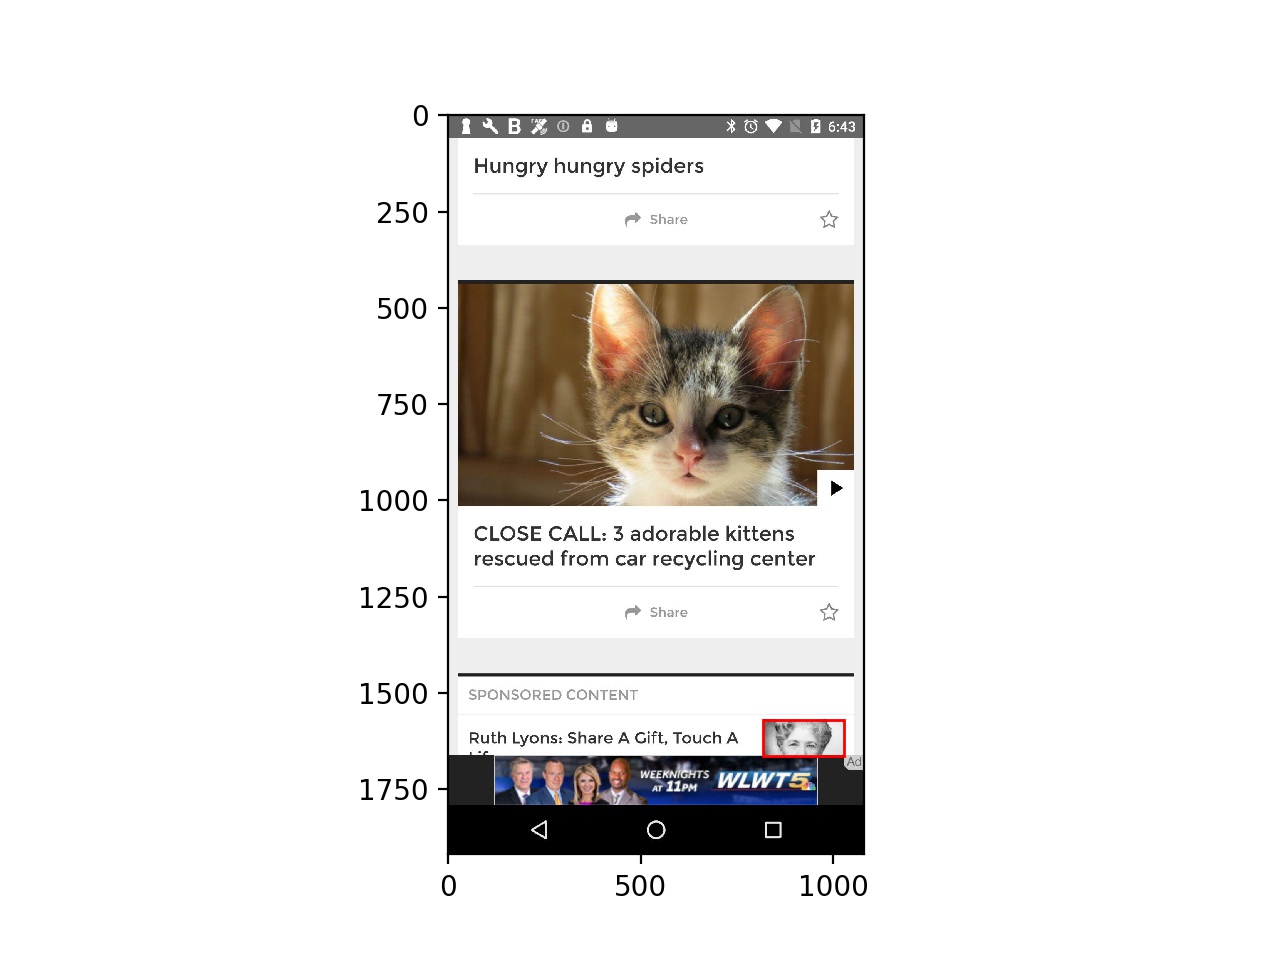 0
250
500
750
1000
1250
1500
1750
0
500
1000
6:43
Hungry hungry spiders
Share
CLOSE CALL: 3 adorable kittens
rescued from car recycling center
Share
SPONSORED CONTENT
Ruth Lyons: Share A Gift, Touch A
Ad
WEEKNIGHTS
AT 11PM
WLWT5